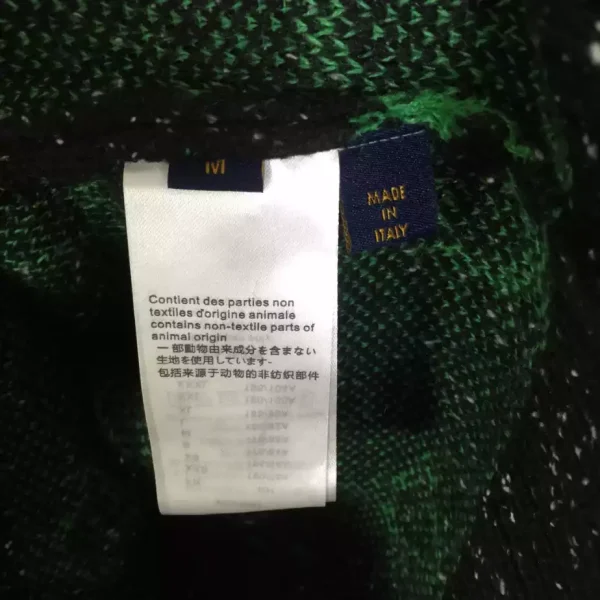 M
MADE
IN
ITALY
Contient des parties non
textiles d'origine animale
contains non-textile parts of
animal origin
一部動物由来成分を含まない
生地を使用しています-
包括来源于动物的非纺织部件